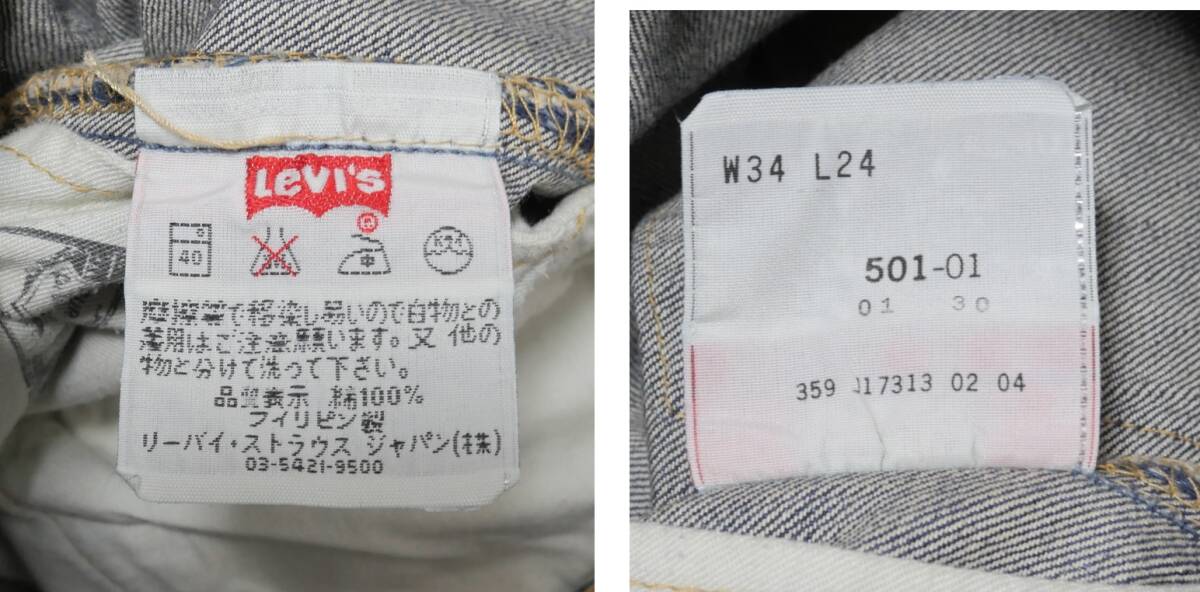 Levi's
®
40
中
ドライ
摩擦等で移染し易いので白物との
着用はご注意願います。又 他の
物と分けて洗って下さい。
品質表示 綿100%
フィリピン製
リーバイ・ストラウス ジャパン(株)
03-5421-9500
W34 L24
501-01
01 30
359 J17313 02 04